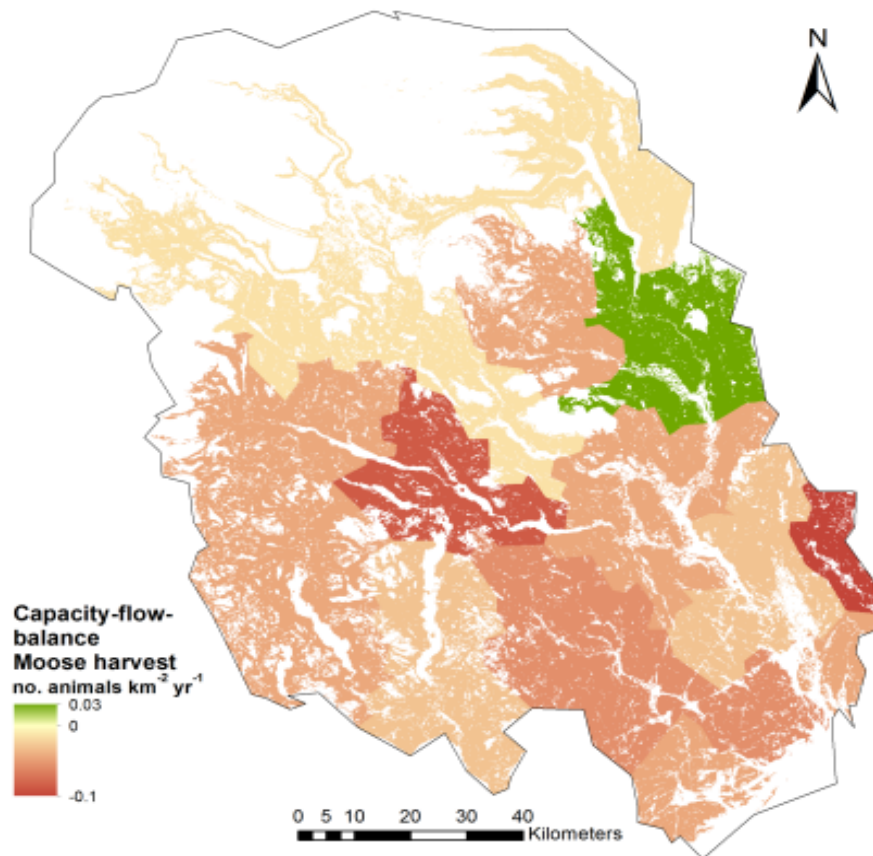 N
Capacity-flow-
balance
Moose harvest
no. animals km⁻² yr⁻¹
0.03
0
-0.1
0 5 10 20 30 40
Kilometers